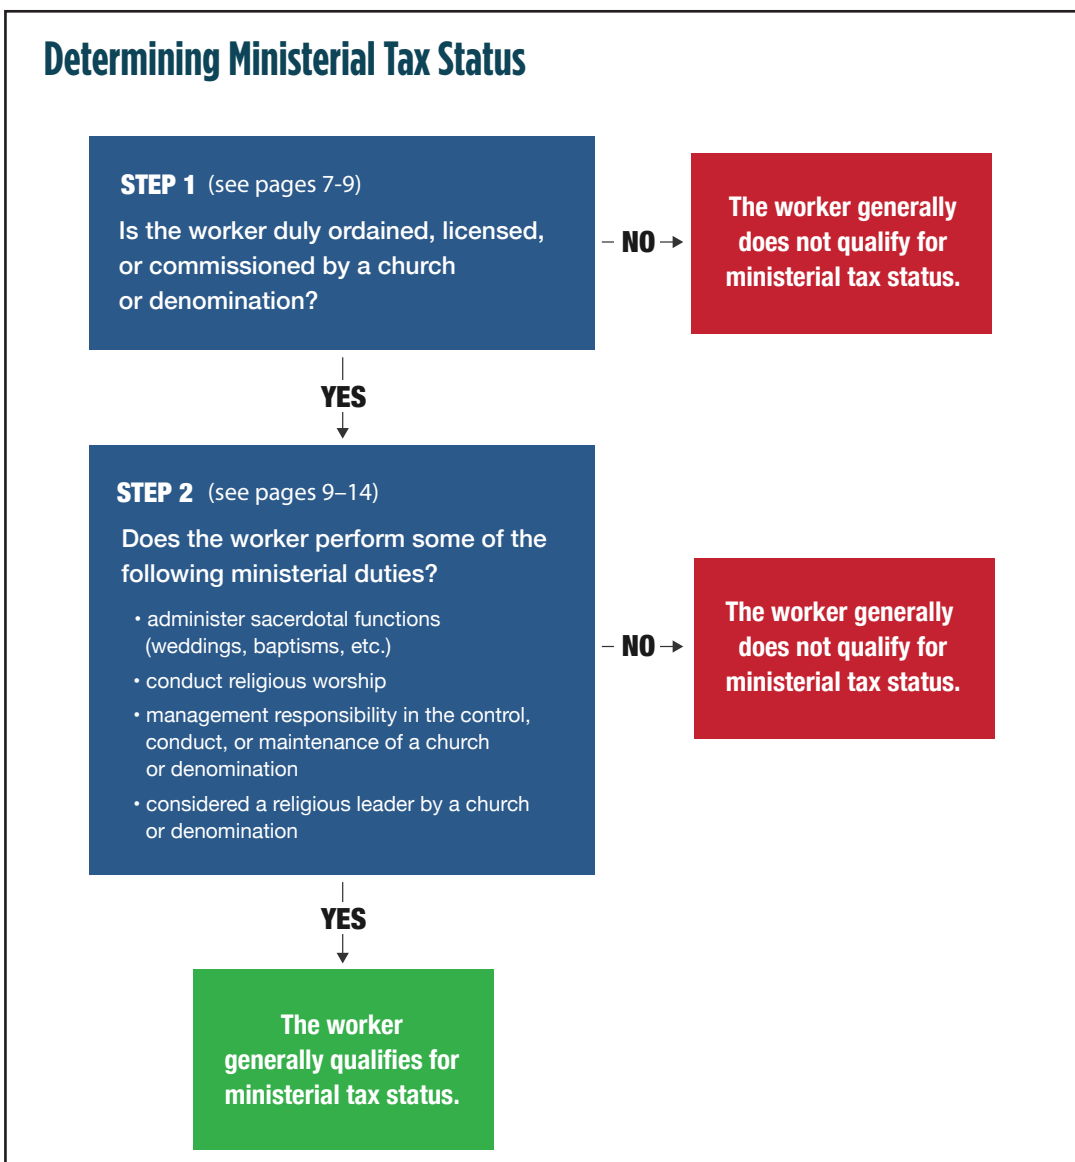 Determining Ministerial Tax Status
STEP 1 (see pages 7-9)
Is the worker duly ordained, licensed,
or commissioned by a church
or denomination?
NO
The worker generally
does not qualify for
ministerial tax status.
YES
STEP 2 (see pages 9–14)
Does the worker perform some of the
following ministerial duties?
• administer sacerdotal functions
(weddings, baptisms, etc.)
• conduct religious worship
• management responsibility in the control,
conduct, or maintenance of a church
or denomination
• considered a religious leader by a church
or denomination
NO
The worker generally
does not qualify for
ministerial tax status.
YES
The worker
generally qualifies for
ministerial tax status.